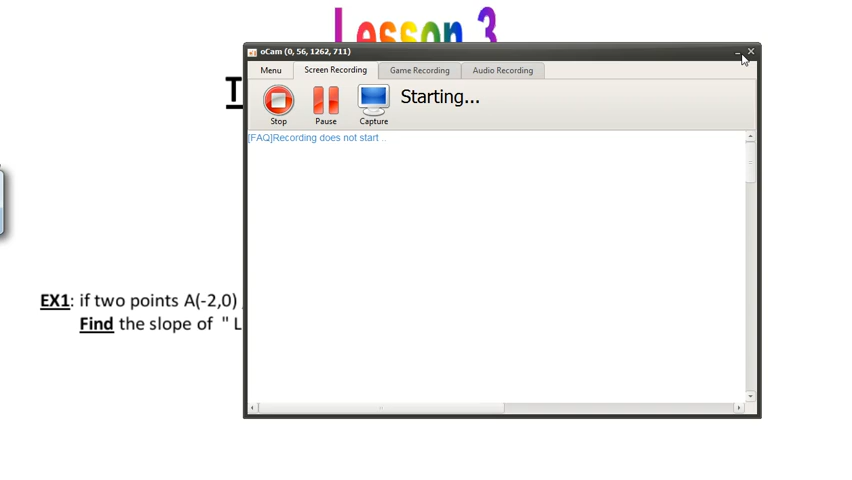 Lesson 3
oCam (0, 56, 1262, 711)
Menu Screen Recording Game Recording Audio Recording
T
Starting...
Stop Pause Capture
[FAQ]Recording does not start ..
EX1: if two points A(-2,0)
Find the slope of " L